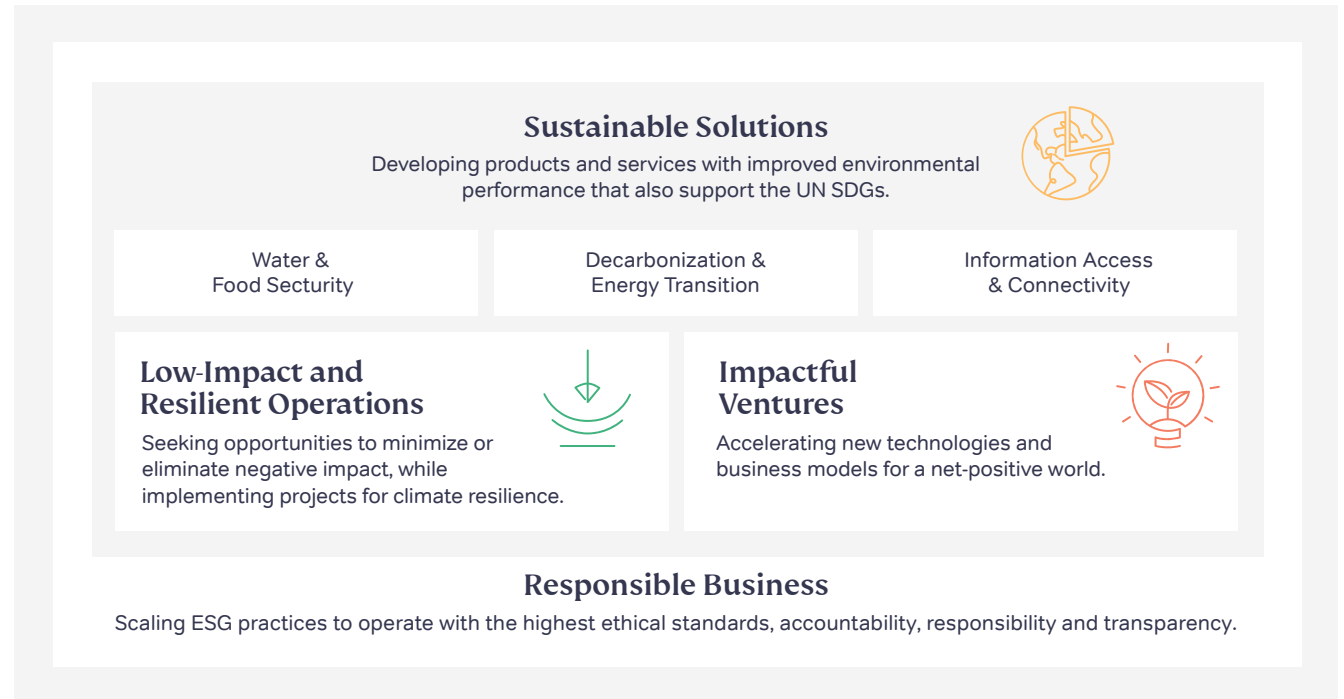 Sustainable Solutions
Developing products and services with improved environmental
performance that also support the UN SDGs.
Water &
Food Secturity
Decarbonization &
Energy Transition
Information Access
& Connectivity
Low-Impact and
Resilient Operations
Seeking opportunities to minimize or
eliminate negative impact, while
implementing projects for climate resilience.
Impactful
Ventures
Accelerating new technologies and
business models for a net-positive world.
Responsible Business
Scaling ESG practices to operate with the highest ethical standards, accountability, responsibility and transparency.